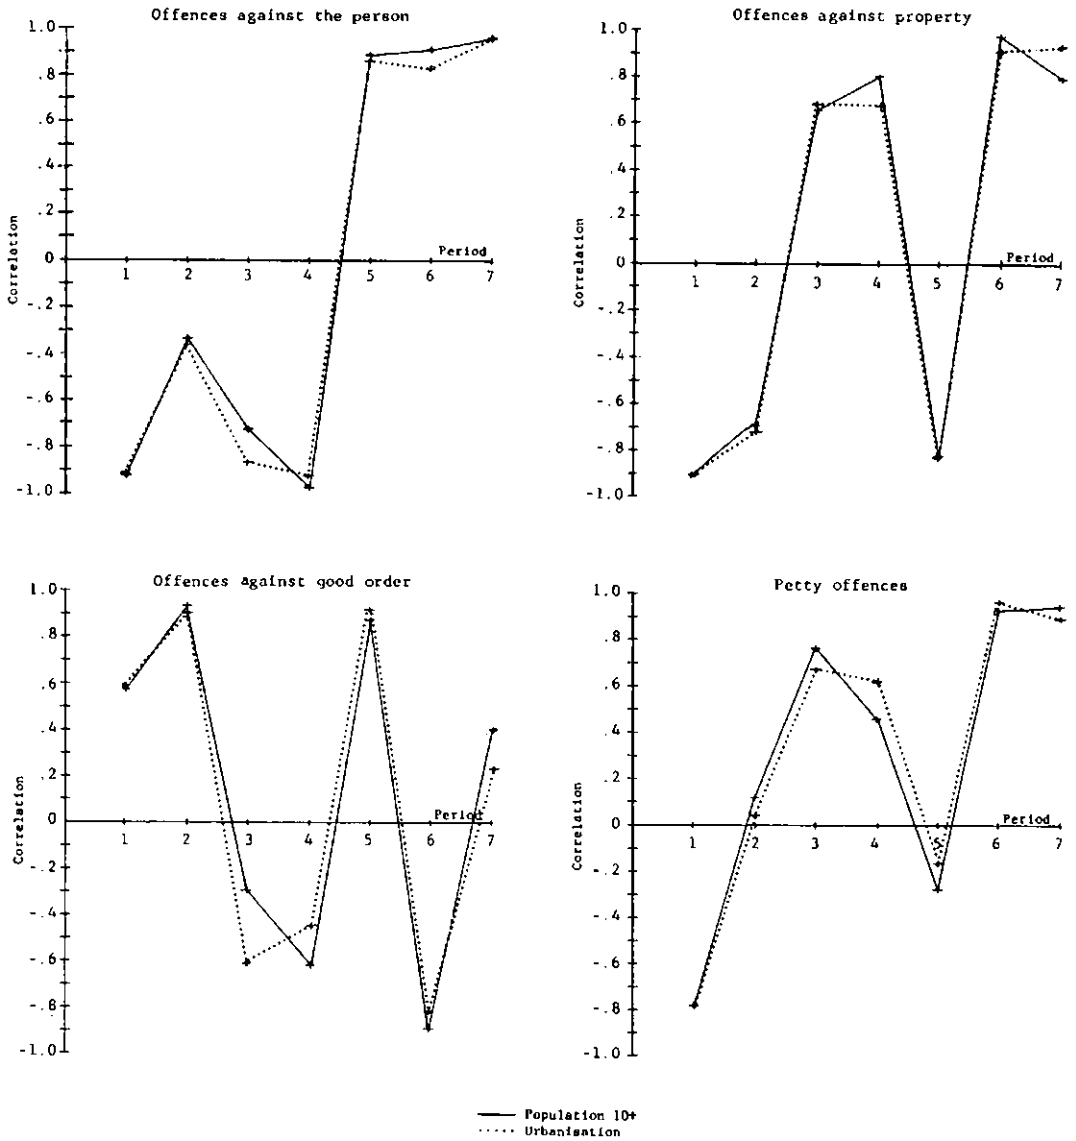 Offences against the person
1.0
.8
.6
.4
.2
0
-.2
-.4
-.6
-.8
-1.0
Correlation
Period
1 2 3 4 5 6 7
Offences against property
1.0
.8
.6
.4
.2
0
-.2
-.4
-.6
-.8
-1.0
Correlation
Period
1 2 3 4 5 6 7
Offences against good order
1.0
.8
.6
.4
.2
0
-.2
-.4
-.6
-.8
-1.0
Correlation
Period
1 2 3 4 5 6 7
Petty offences
1.0
.8
.6
.4
.2
0
-.2
-.4
-.6
-.8
-1.0
Correlation
Period
1 2 3 4 5 6 7
Population 10+
Urbanisation